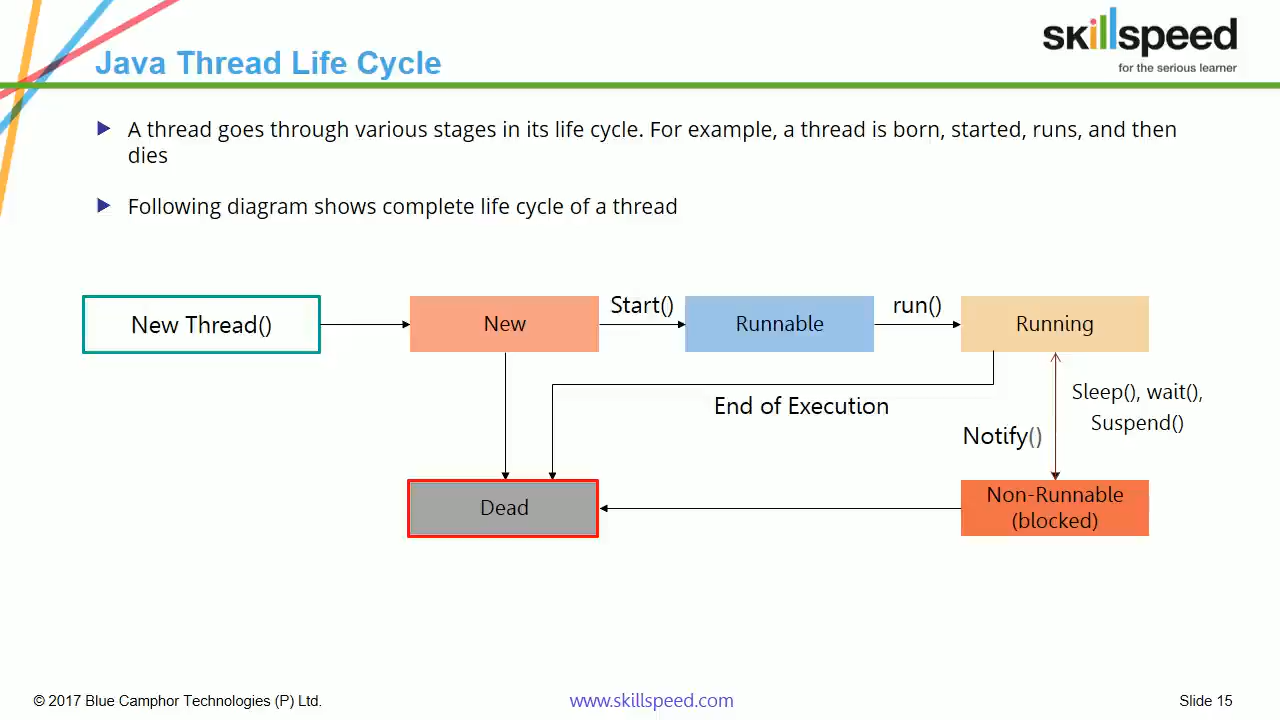 skillspeed
for the serious learner
Java Thread Life Cycle
A thread goes through various stages in its life cycle. For example, a thread is born, started, runs, and then
dies
Following diagram shows complete life cycle of a thread
New Thread()
New
Start()
Runnable
run()
Running
End of Execution
Sleep(), wait(),
Suspend()
Notify()
Dead
Non-Runnable
(blocked)
© 2017 Blue Camphor Technologies (P) Ltd.
www.skillspeed.com
Slide 15